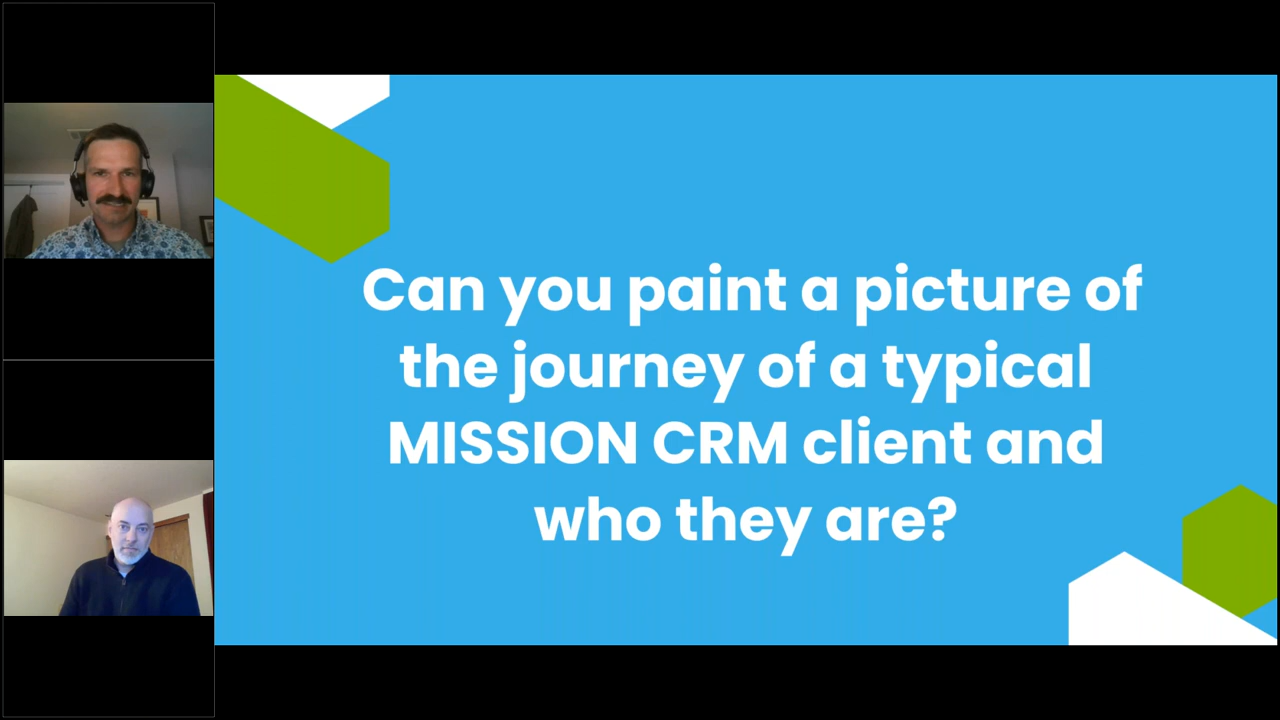 Can you paint a picture of
the journey of a typical
MISSION CRM client and
who they are?